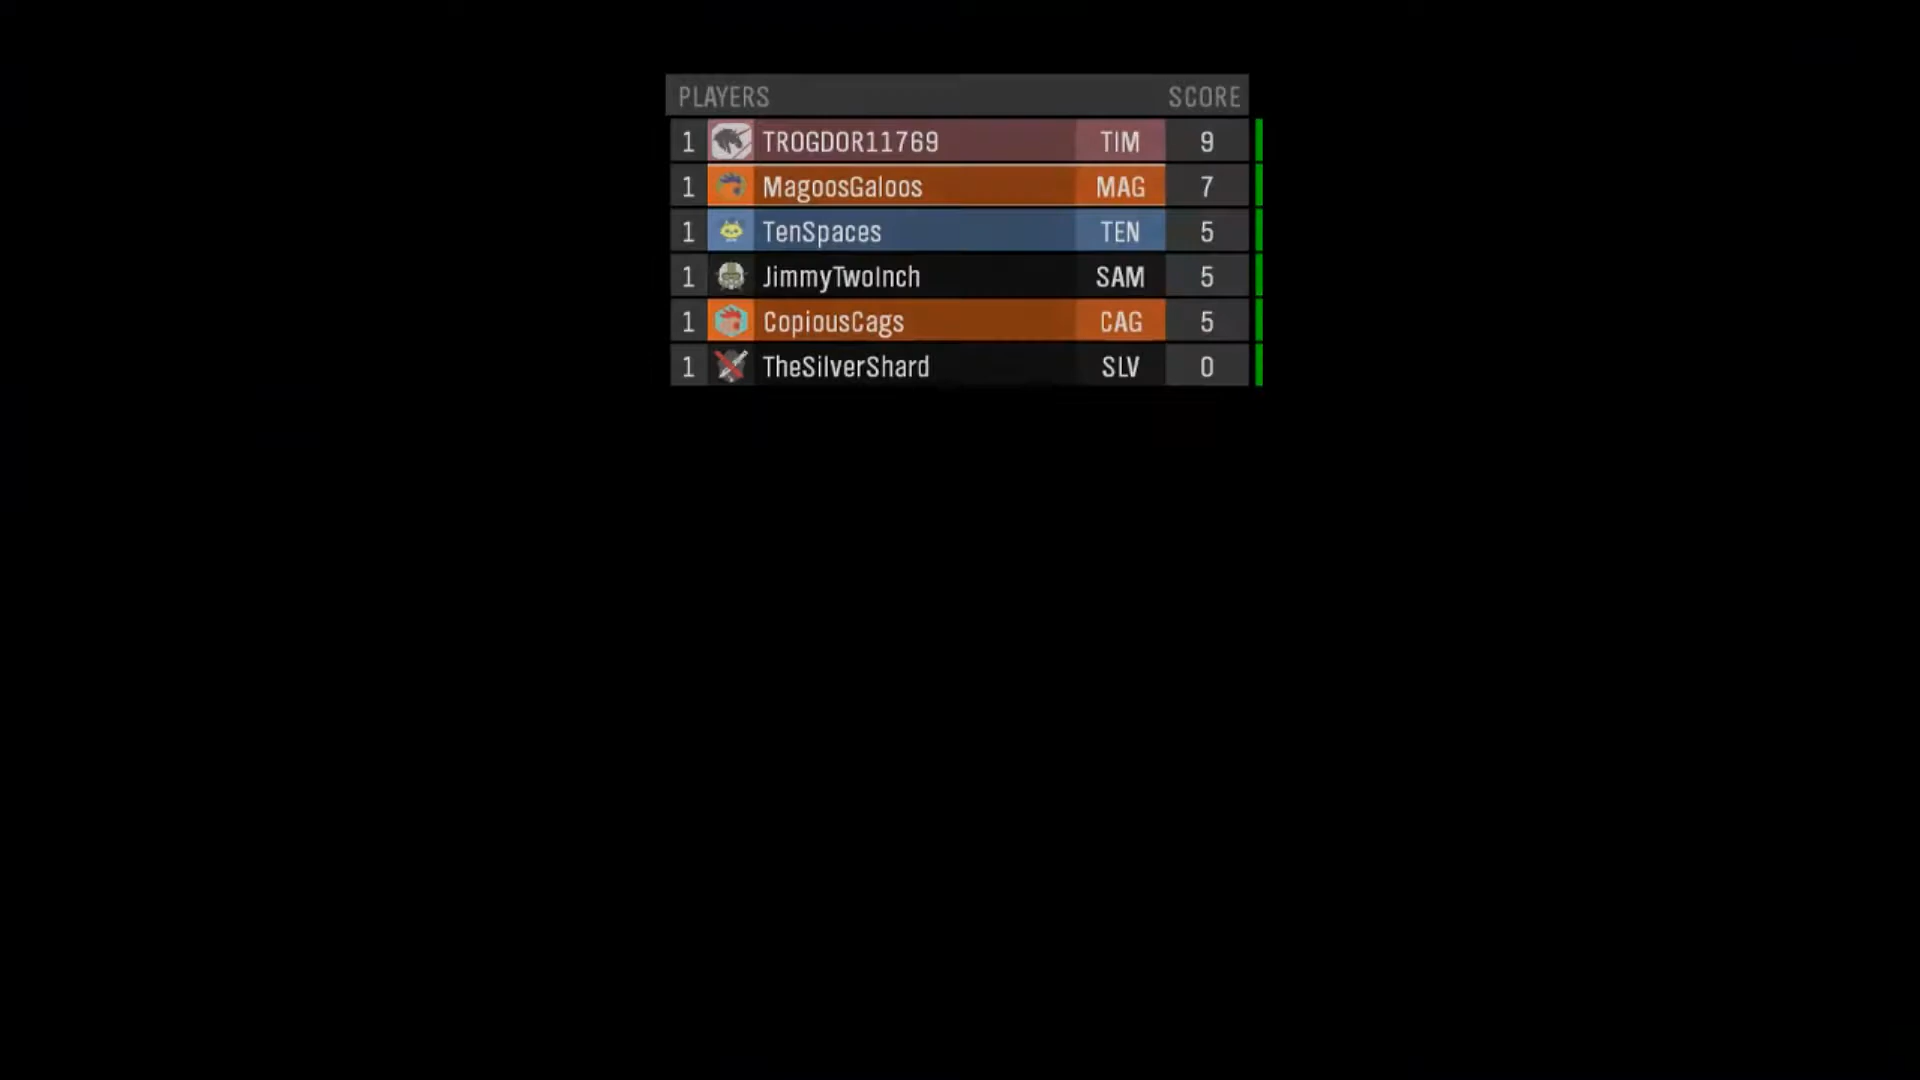 PLAYERS SCORE
1 TROGDOR11769 TIM 9
1 MagoosGaloos MAG 7
1 TenSpaces TEN 5
1 JimmyTwoInch SAM 5
1 CopiousCags CAG 5
1 TheSilverShard SLV 0